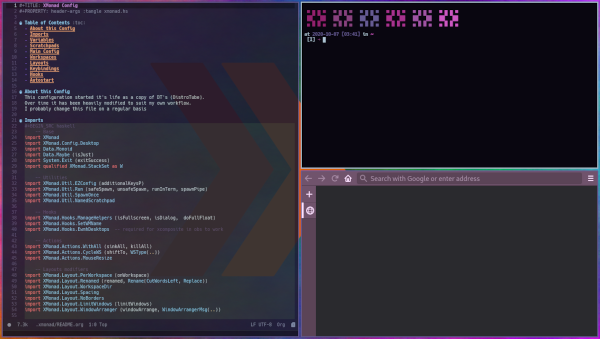 #+TITLE: XMonad Config
#+PROPERTY: header-args :tangle xmonad.hs
Table of Contents :toc:
- About this Config
- Imports
- Variables
- Scratchpads
- Main Config
- Workspaces
- Layouts
- Keybindings
- Hooks
- Autostart
About this Config
This configuration started it's life as a copy of DT's (DistroTube).
Over time it has been heavily modified to suit my own workflow.
I probably change this file on a regular basis
Imports
import XMonad
import XMonad.Config.Desktop
import Data.Monoid
import Data.Maybe (isJust)
import System.Exit (exitSuccess)
import qualified XMonad.StackSet as W
import XMonad.Util.EZConfig (additionalKeysP)
import XMonad.Util.Run (safeSpawn, unsafeSpawn, runInTerm, spawnPipe)
import XMonad.Util.SpawnOnce
import XMonad.Util.NamedScratchpad
import XMonad.Hooks.ManageHelpers (isFullscreen, isDialog, doFullFloat)
import XMonad.Hooks.SetWMName
import XMonad.Hooks.EwmhDesktops
import XMonad.Actions.WithAll (sinkAll, killAll)
import XMonad.Actions.CycleWS (shiftTo, WSType(..))
import XMonad.Actions.MouseResize
import XMonad.Layout.PerWorkspace (onWorkspace)
import XMonad.Layout.Renamed (renamed, Rename(CutWordsLeft, Replace))
import XMonad.Layout.WorkspaceDir
import XMonad.Layout.Spacing
import XMonad.Layout.NoBorders
import XMonad.Layout.LimitWindows (limitWindows)
import XMonad.Layout.WindowArranger (windowArrange, WindowArrangerMsg(..))
7.3k .xmonad/README.org 1:0 Top LF UTF-8 Org
at 2020-08-07 [03:41] in ~
[I] ~
Search with Google or enter address